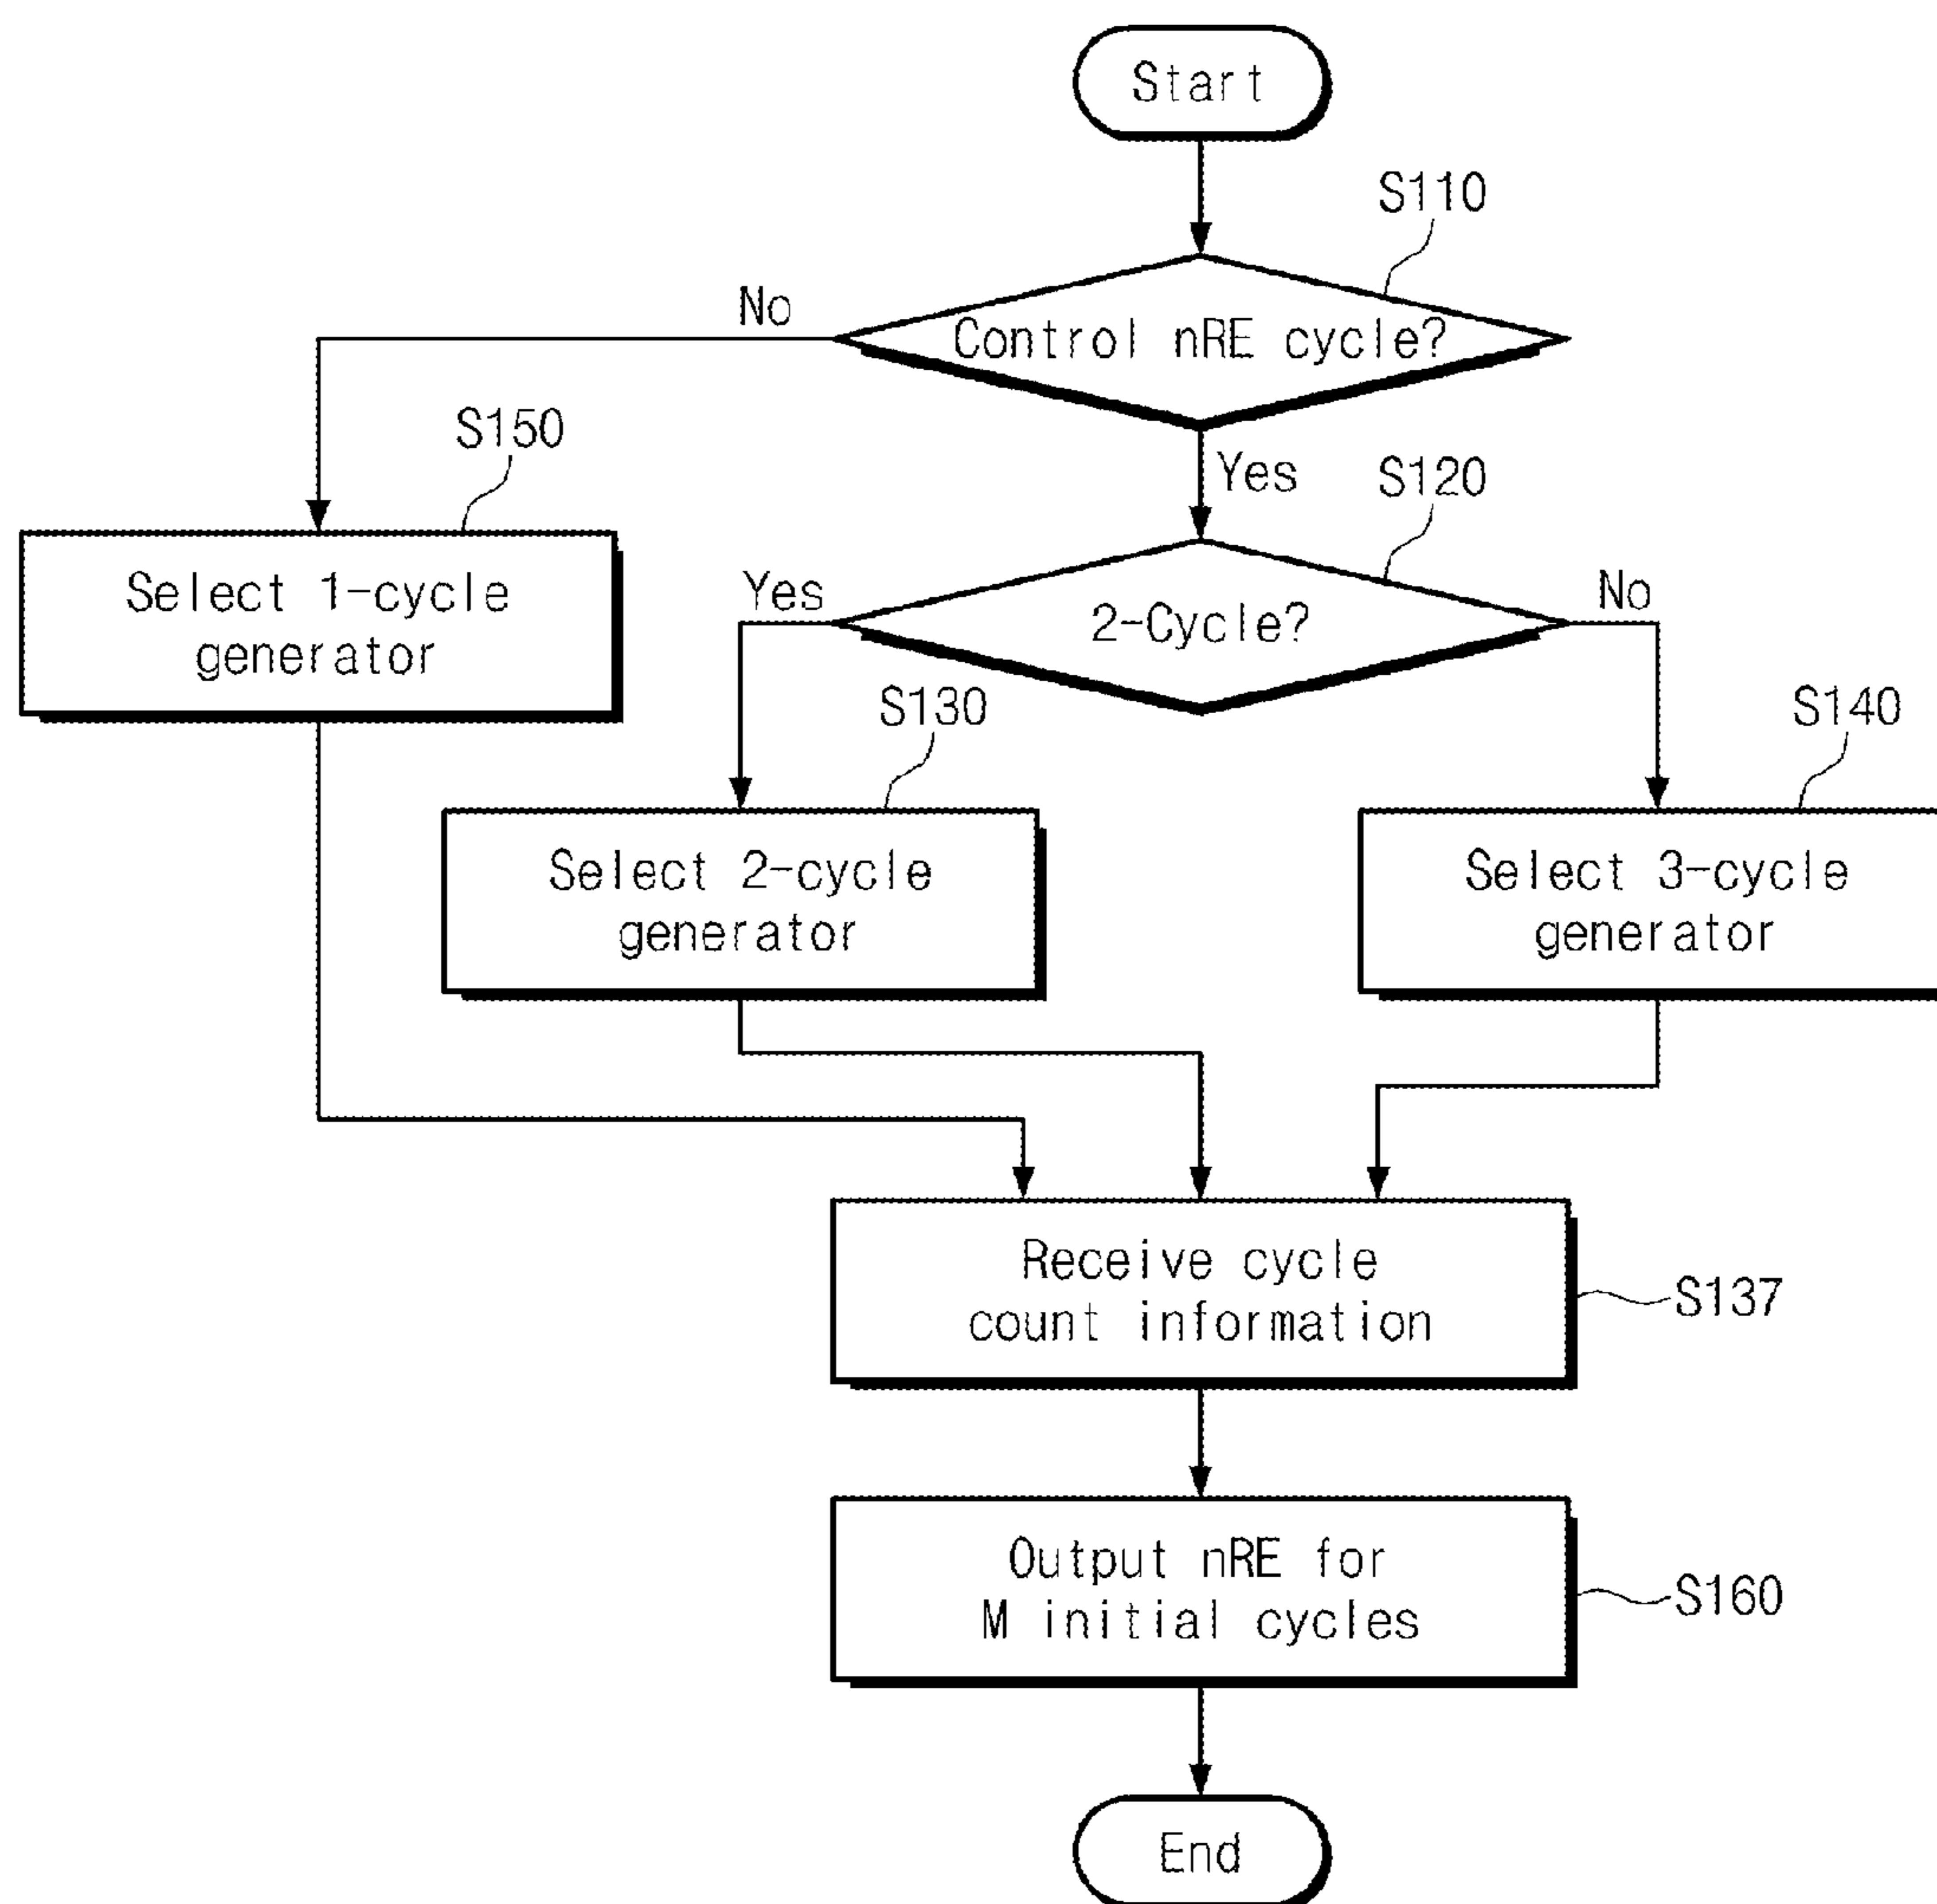 Start
S110
No
Control nRE cycle?
S150
Yes
S120
Select 1-cycle
generator
Yes
2-Cycle?
No
S130
S140
Select 2-cycle
generator
Select 3-cycle
generator
Receive cycle
count information
S137
Output nRE for
M initial cycles
S160
End